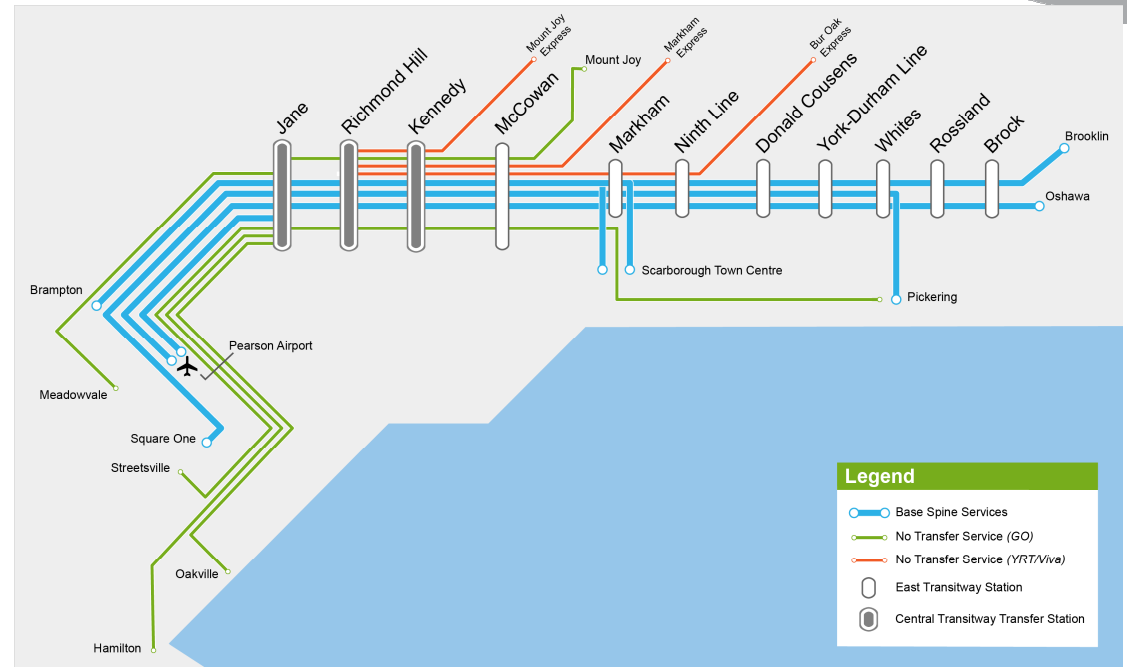 Jane
Richmond Hill
Kennedy
Mount Joy
Express
McCowan
Mount Joy
Markham
Express
Markham
Ninth Line
Bur Oak
Express
Donald Cousens
York-Durham Line
Whites
Rossland
Brock
Brooklin
Oshawa
Scarborough Town Centre
Pickering
Brampton
Pearson Airport
Meadowvale
Square One
Streetsville
Oakville
Hamilton
Legend
Base Spine Services
No Transfer Service (GO)
No Transfer Service (YRT/Viva)
East Transitway Station
Central Transitway Transfer Station